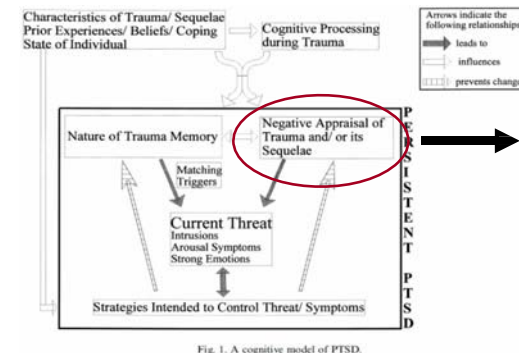 Characteristics of Trauma/ Sequelae
Prior Experiences/ Beliefs/ Coping
State of Individual
Cognitive Processing
during Trauma
Arrows indicate the
following relationships
leads to
influences
prevents change
Nature of Trauma Memory
Negative Appraisal of
Trauma and/ or its
Sequelae
Matching
Triggers
Current Threat
Intrusions
Arousal Symptoms
Strong Emotions
Strategies Intended to Control Threat/ Symptoms
PERSISTENT PTSD
Fig. 1. A cognitive model of PTSD.